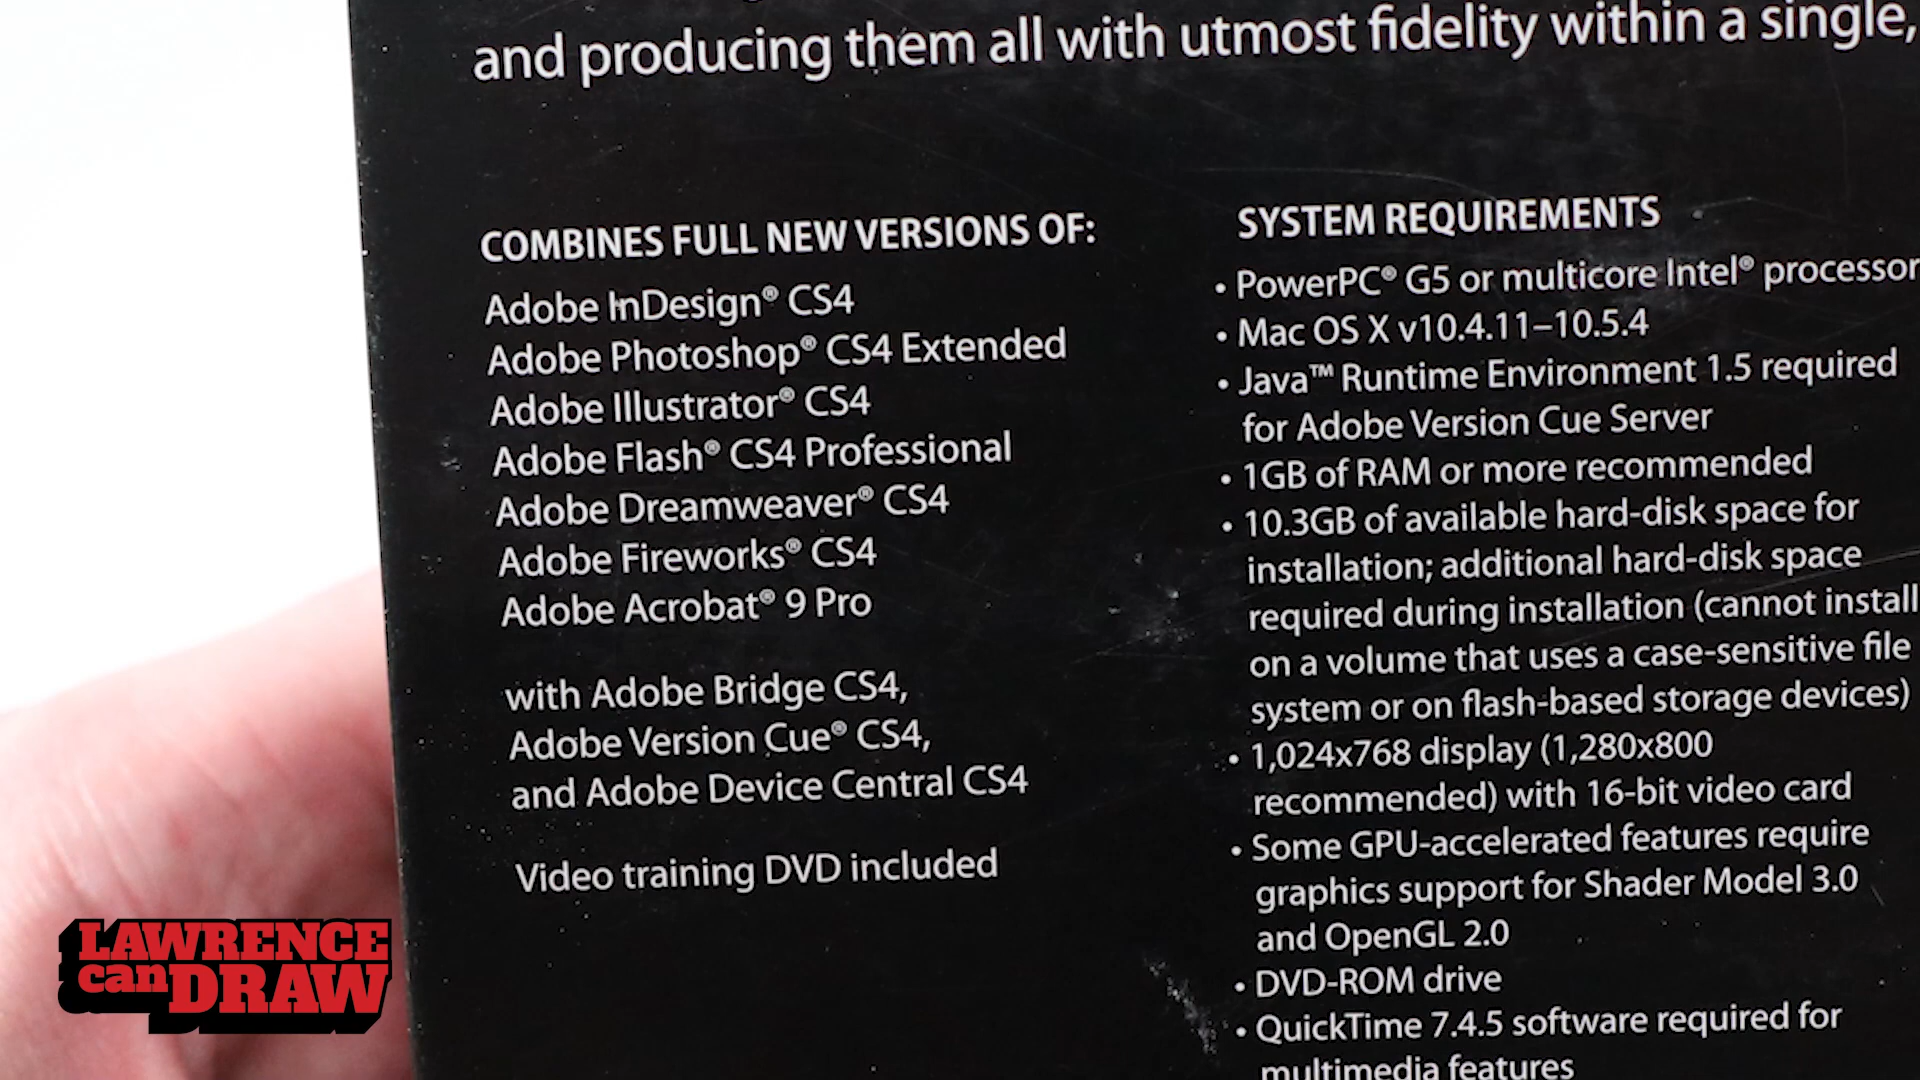 and producing them all with utmost fidelity within a single,
COMBINES FULL NEW VERSIONS OF:
Adobe InDesign® CS4
Adobe Photoshop® CS4 Extended
Adobe Illustrator® CS4
Adobe Flash® CS4 Professional
Adobe Dreamweaver® CS4
Adobe Fireworks® CS4
Adobe Acrobat® 9 Pro
with Adobe Bridge CS4,
Adobe Version Cue® CS4,
and Adobe Device Central CS4
Video training DVD included
SYSTEM REQUIREMENTS
• PowerPC® G5 or multicore Intel® processor
• Mac OS X v10.4.11–10.5.4
• Java™ Runtime Environment 1.5 required
for Adobe Version Cue Server
• 1GB of RAM or more recommended
• 10.3GB of available hard-disk space for
installation; additional hard-disk space
required during installation (cannot install
on a volume that uses a case-sensitive file
system or on flash-based storage devices)
• 1,024x768 display (1,280x800
recommended) with 16-bit video card
• Some GPU-accelerated features require
graphics support for Shader Model 3.0
and OpenGL 2.0
• DVD-ROM drive
• QuickTime 7.4.5 software required for
multimedia features
LAWRENCE
can DRAW